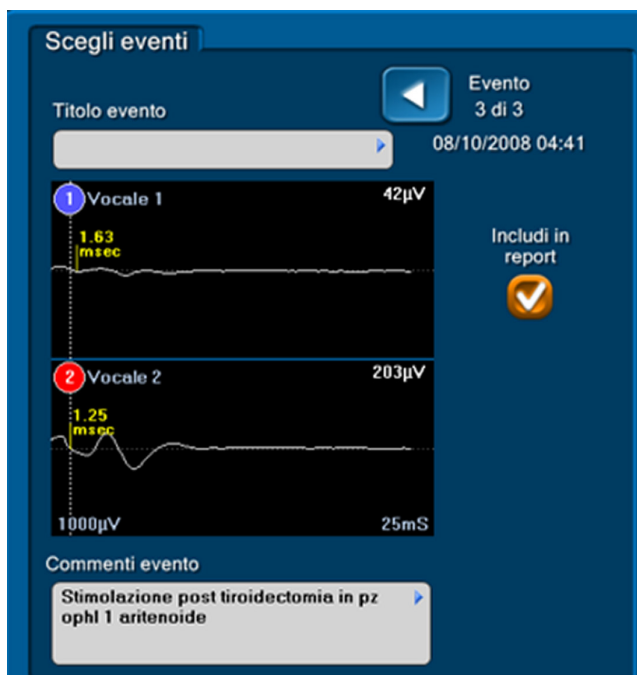 Scegli eventi
Evento
3 di 3
Titolo evento
08/10/2008 04:41
1 Vocale 1 42µV
1.63
msec
Includi in
report
2 Vocale 2 203µV
1.25
msec
1000µV 25mS
Commenti evento
Stimolazione post tiroidectomia in pz
ophl 1 aritenoide